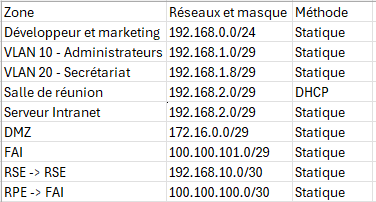 Zone Réseaux et masque Méthode
Développeur et marketing 192.168.0.0/24 Statique
VLAN 10 - Administrateurs 192.168.1.0/29 Statique
VLAN 20 - Secrétariat 192.168.1.8/29 Statique
Salle de réunion 192.168.2.0/29 DHCP
Serveur Intranet 192.168.2.0/29 Statique
DMZ 172.16.0.0/29 Statique
FAI 100.100.101.0/29 Statique
RSE -> RSE 192.168.10.0/30 Statique
RPE -> FAI 100.100.100.0/30 Statique